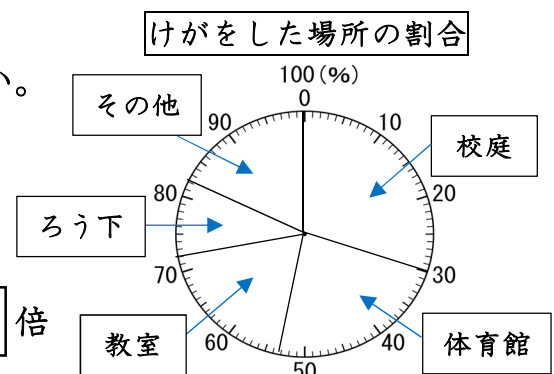 けがをした場所の割合
い。
100(%)
0
その他
90
10
校庭
80
20
ろう下
70
30
倍
教室
60
40
体育館
50